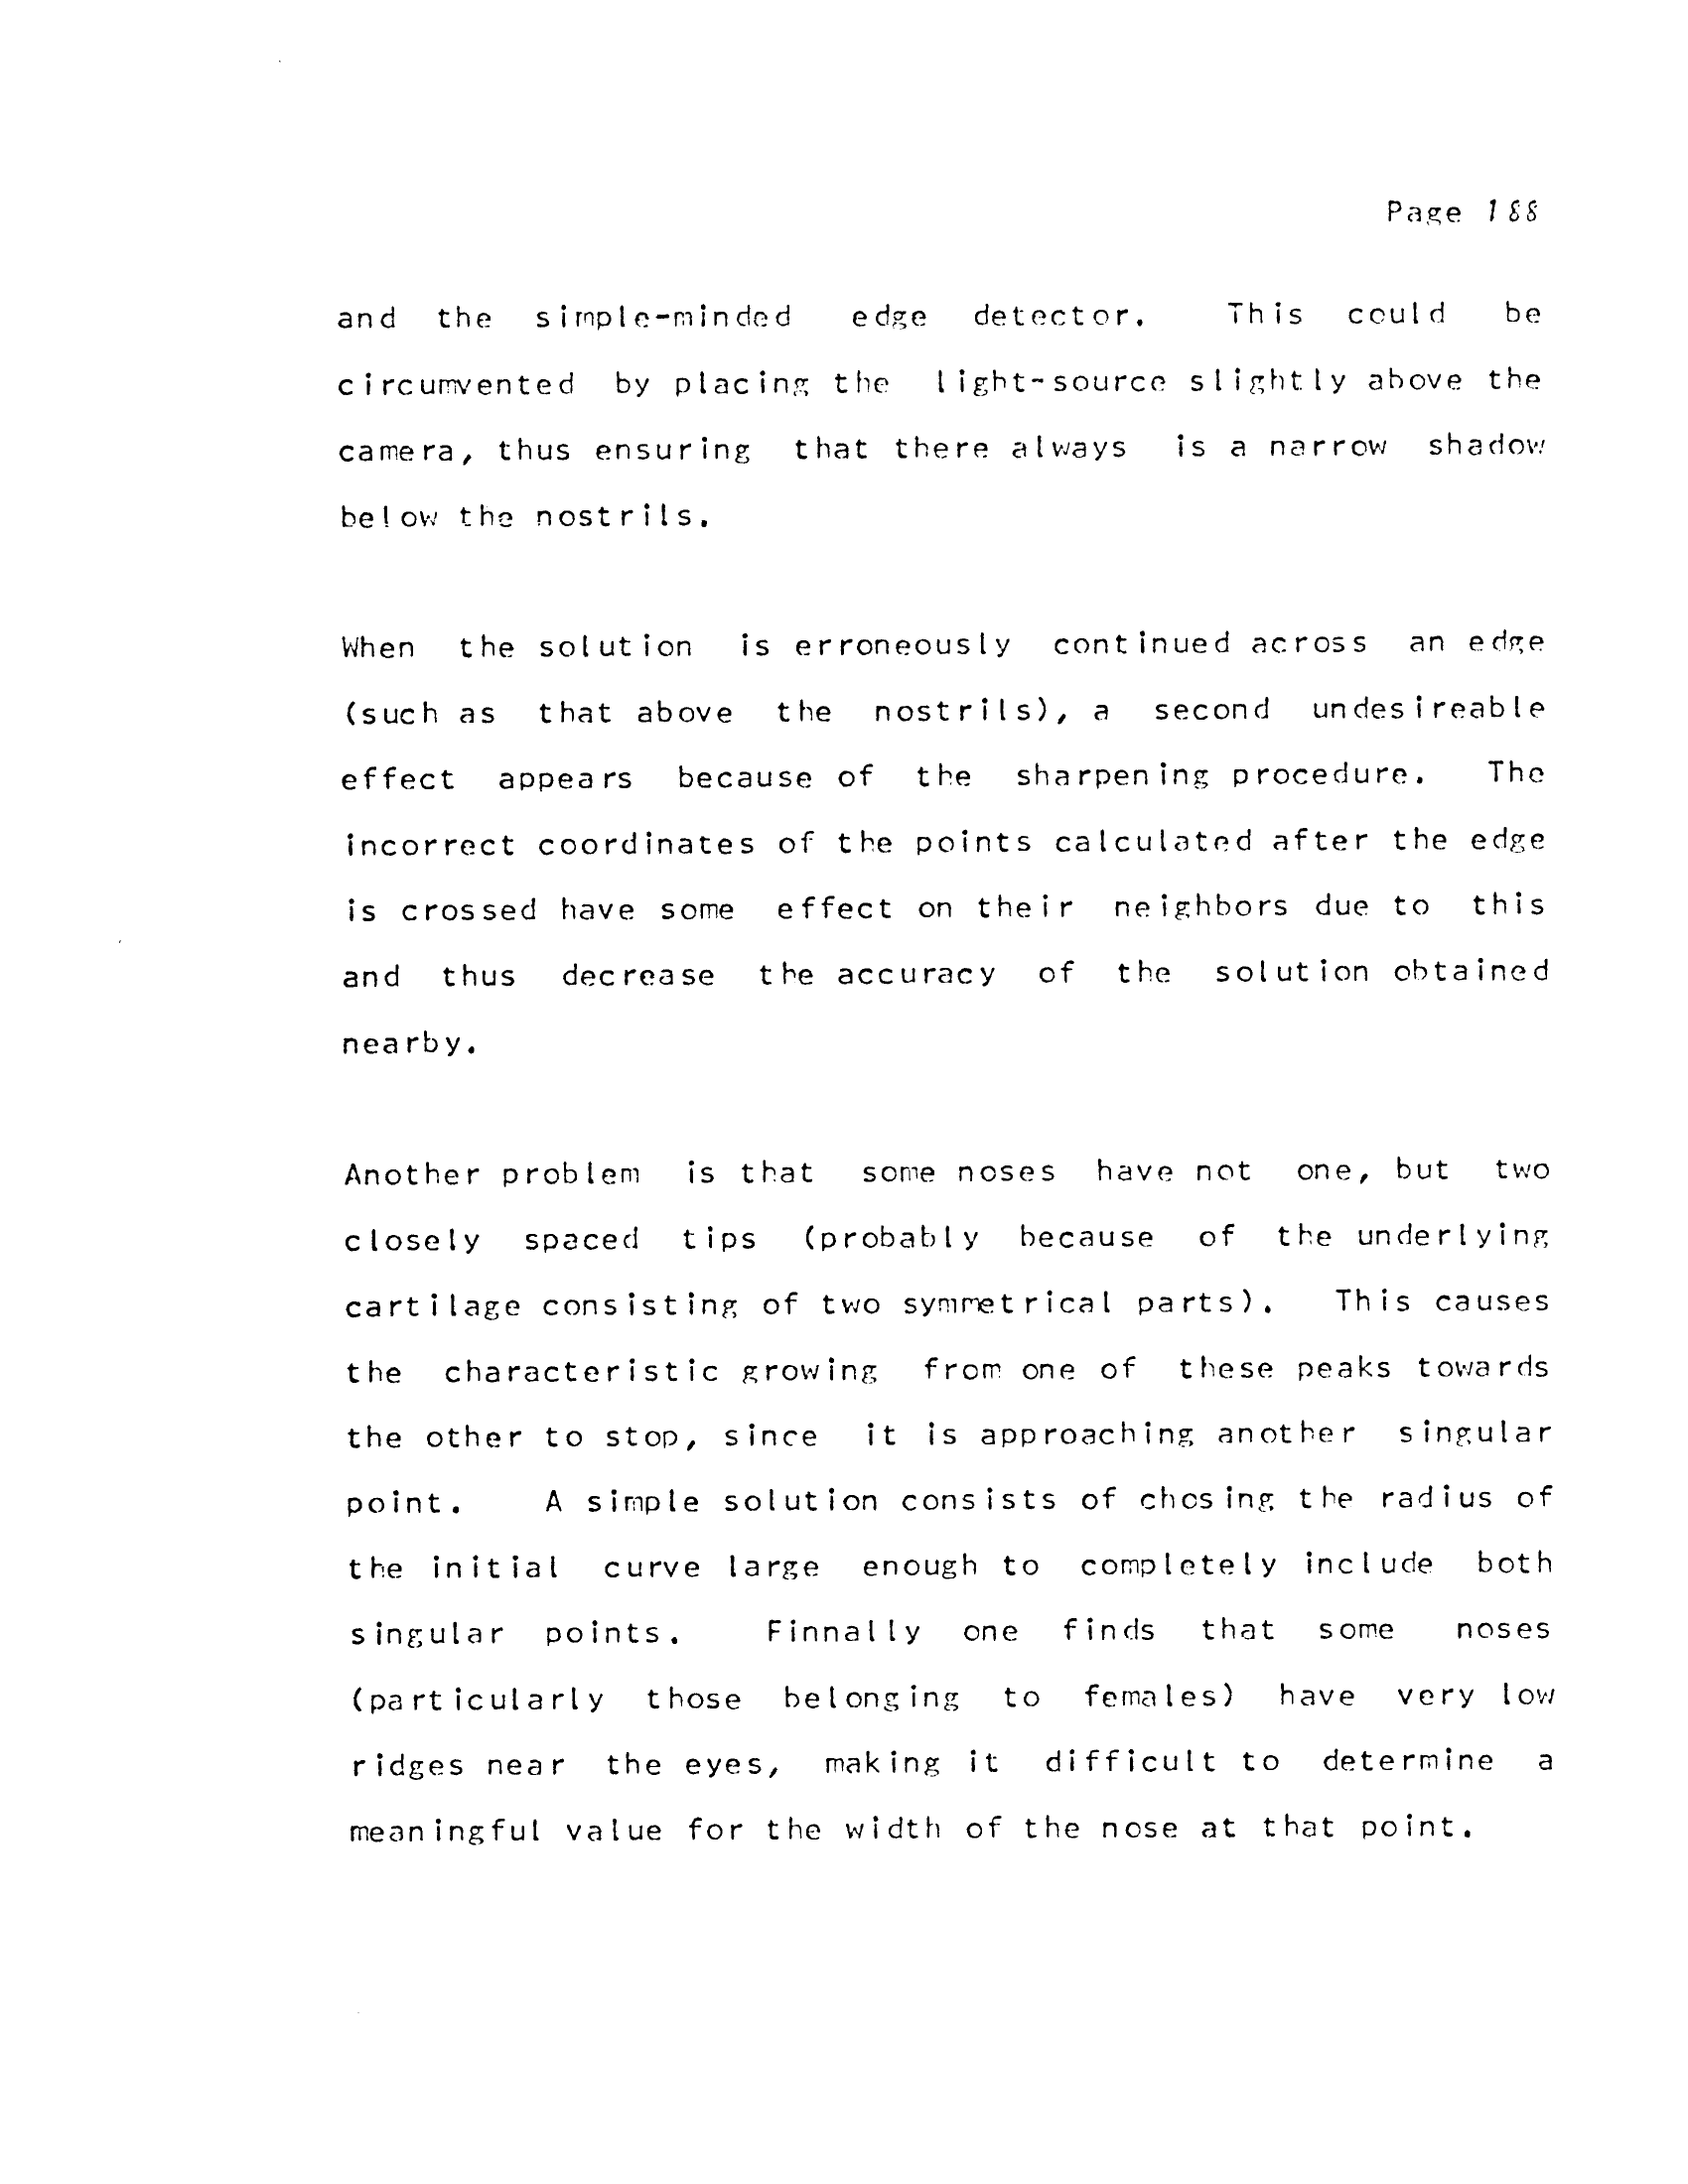 Page 188
and the simple-minded edge detector. This could be
circumvented by placing the light-source slightly above the
camera, thus ensuring that there always is a narrow shadow
below the nostrils.
When the solution is erroneously continued across an edge
(such as that above the nostrils), a second undesireable
effect appears because of the sharpening procedure. The
incorrect coordinates of the points calculated after the edge
is crossed have some effect on their neighbors due to this
and thus decrease the accuracy of the solution obtained
nearby.
Another problem is that some noses have not one, but two
closely spaced tips (probably because of the underlying
cartilage consisting of two symmetrical parts). This causes
the characteristic growing from one of these peaks towards
the other to stop, since it is approaching another singular
point. A simple solution consists of chosing the radius of
the initial curve large enough to completely include both
singular points. Finnally one finds that some noses
(particularly those belonging to females) have very low
ridges near the eyes, making it difficult to determine a
meaningful value for the width of the nose at that point.